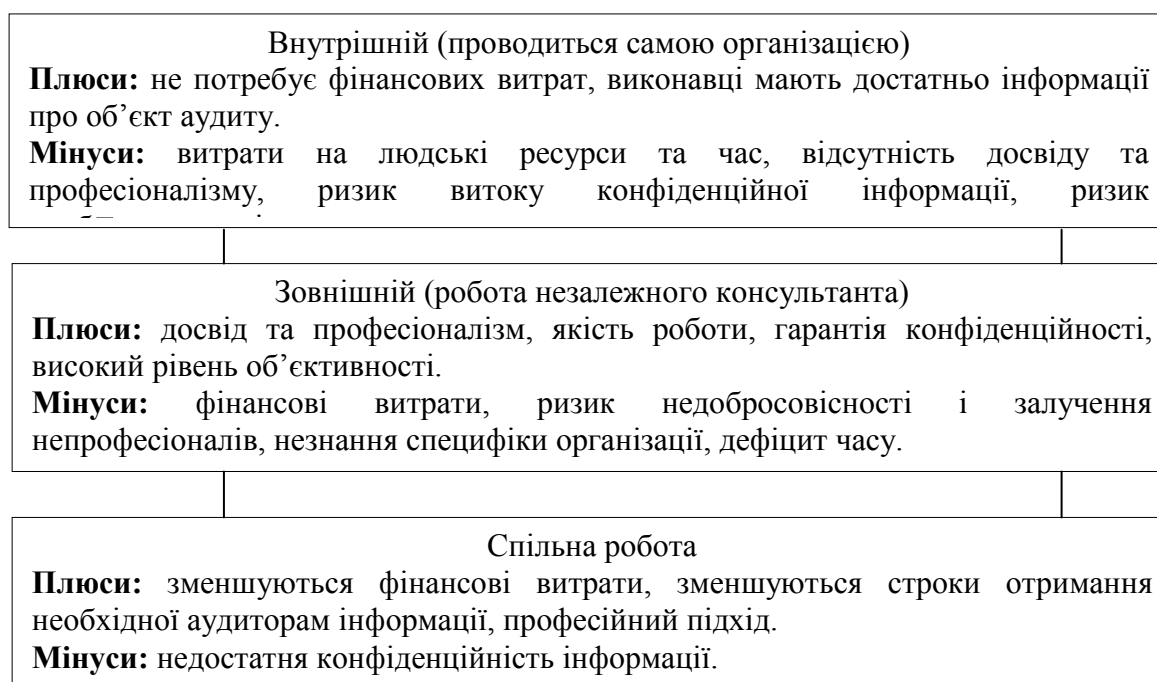 Внутрішній (проводиться самою організацією)
Плюси: не потребує фінансових витрат, виконавці мають достатньо інформації
про об’єкт аудиту.
Мінуси: витрати на людські ресурси та час, відсутність досвіду та
професіоналізму, ризик витоку конфіденційної інформації, ризик
Зовнішній (робота незалежного консультанта)
Плюси: досвід та професіоналізм, якість роботи, гарантія конфіденційності,
високий рівень об’єктивності.
Мінуси: фінансові витрати, ризик недобросовісності і залучення
непрофесіоналів, незнання специфіки організації, дефіцит часу.
Спільна робота
Плюси: зменшуються фінансові витрати, зменшуються строки отримання
необхідної аудиторам інформації, професійний підхід.
Мінуси: недостатня конфіденційність інформації.